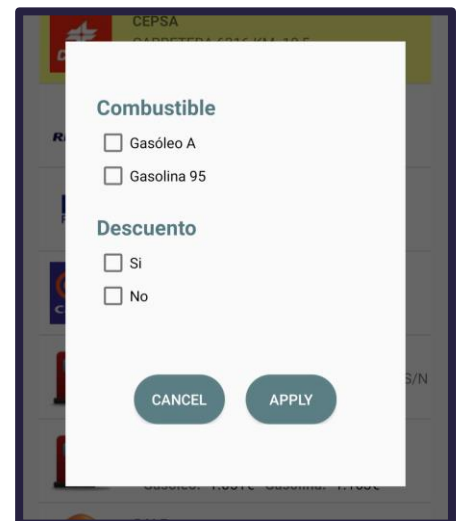 CEPSA
Combustible
Gasóleo A
Gasolina 95
Descuento
Si
No
S/N
CANCEL
APPLY